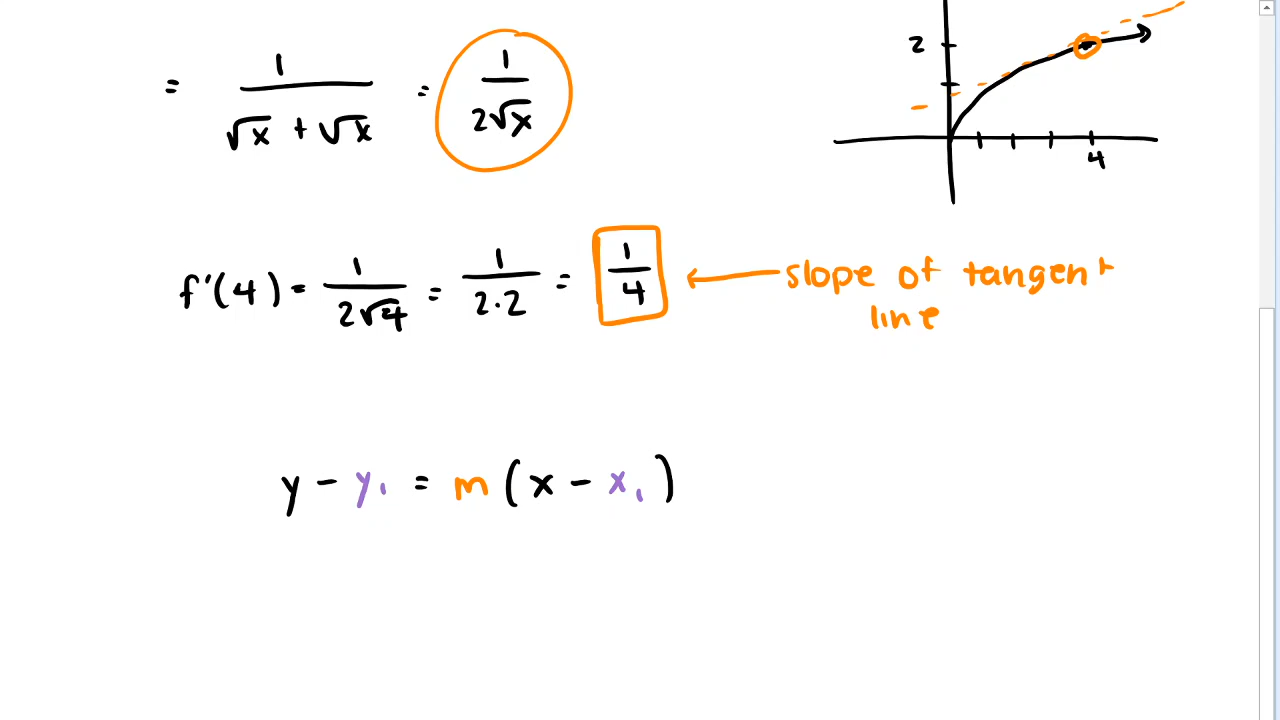 = 1/(√x + √x) = 1/(2√x)
2
4
f'(4) = 1/(2√4) = 1/(2·2) = 1/4 ← slope of tangent
line
y - y₁ = m(x - x₁)